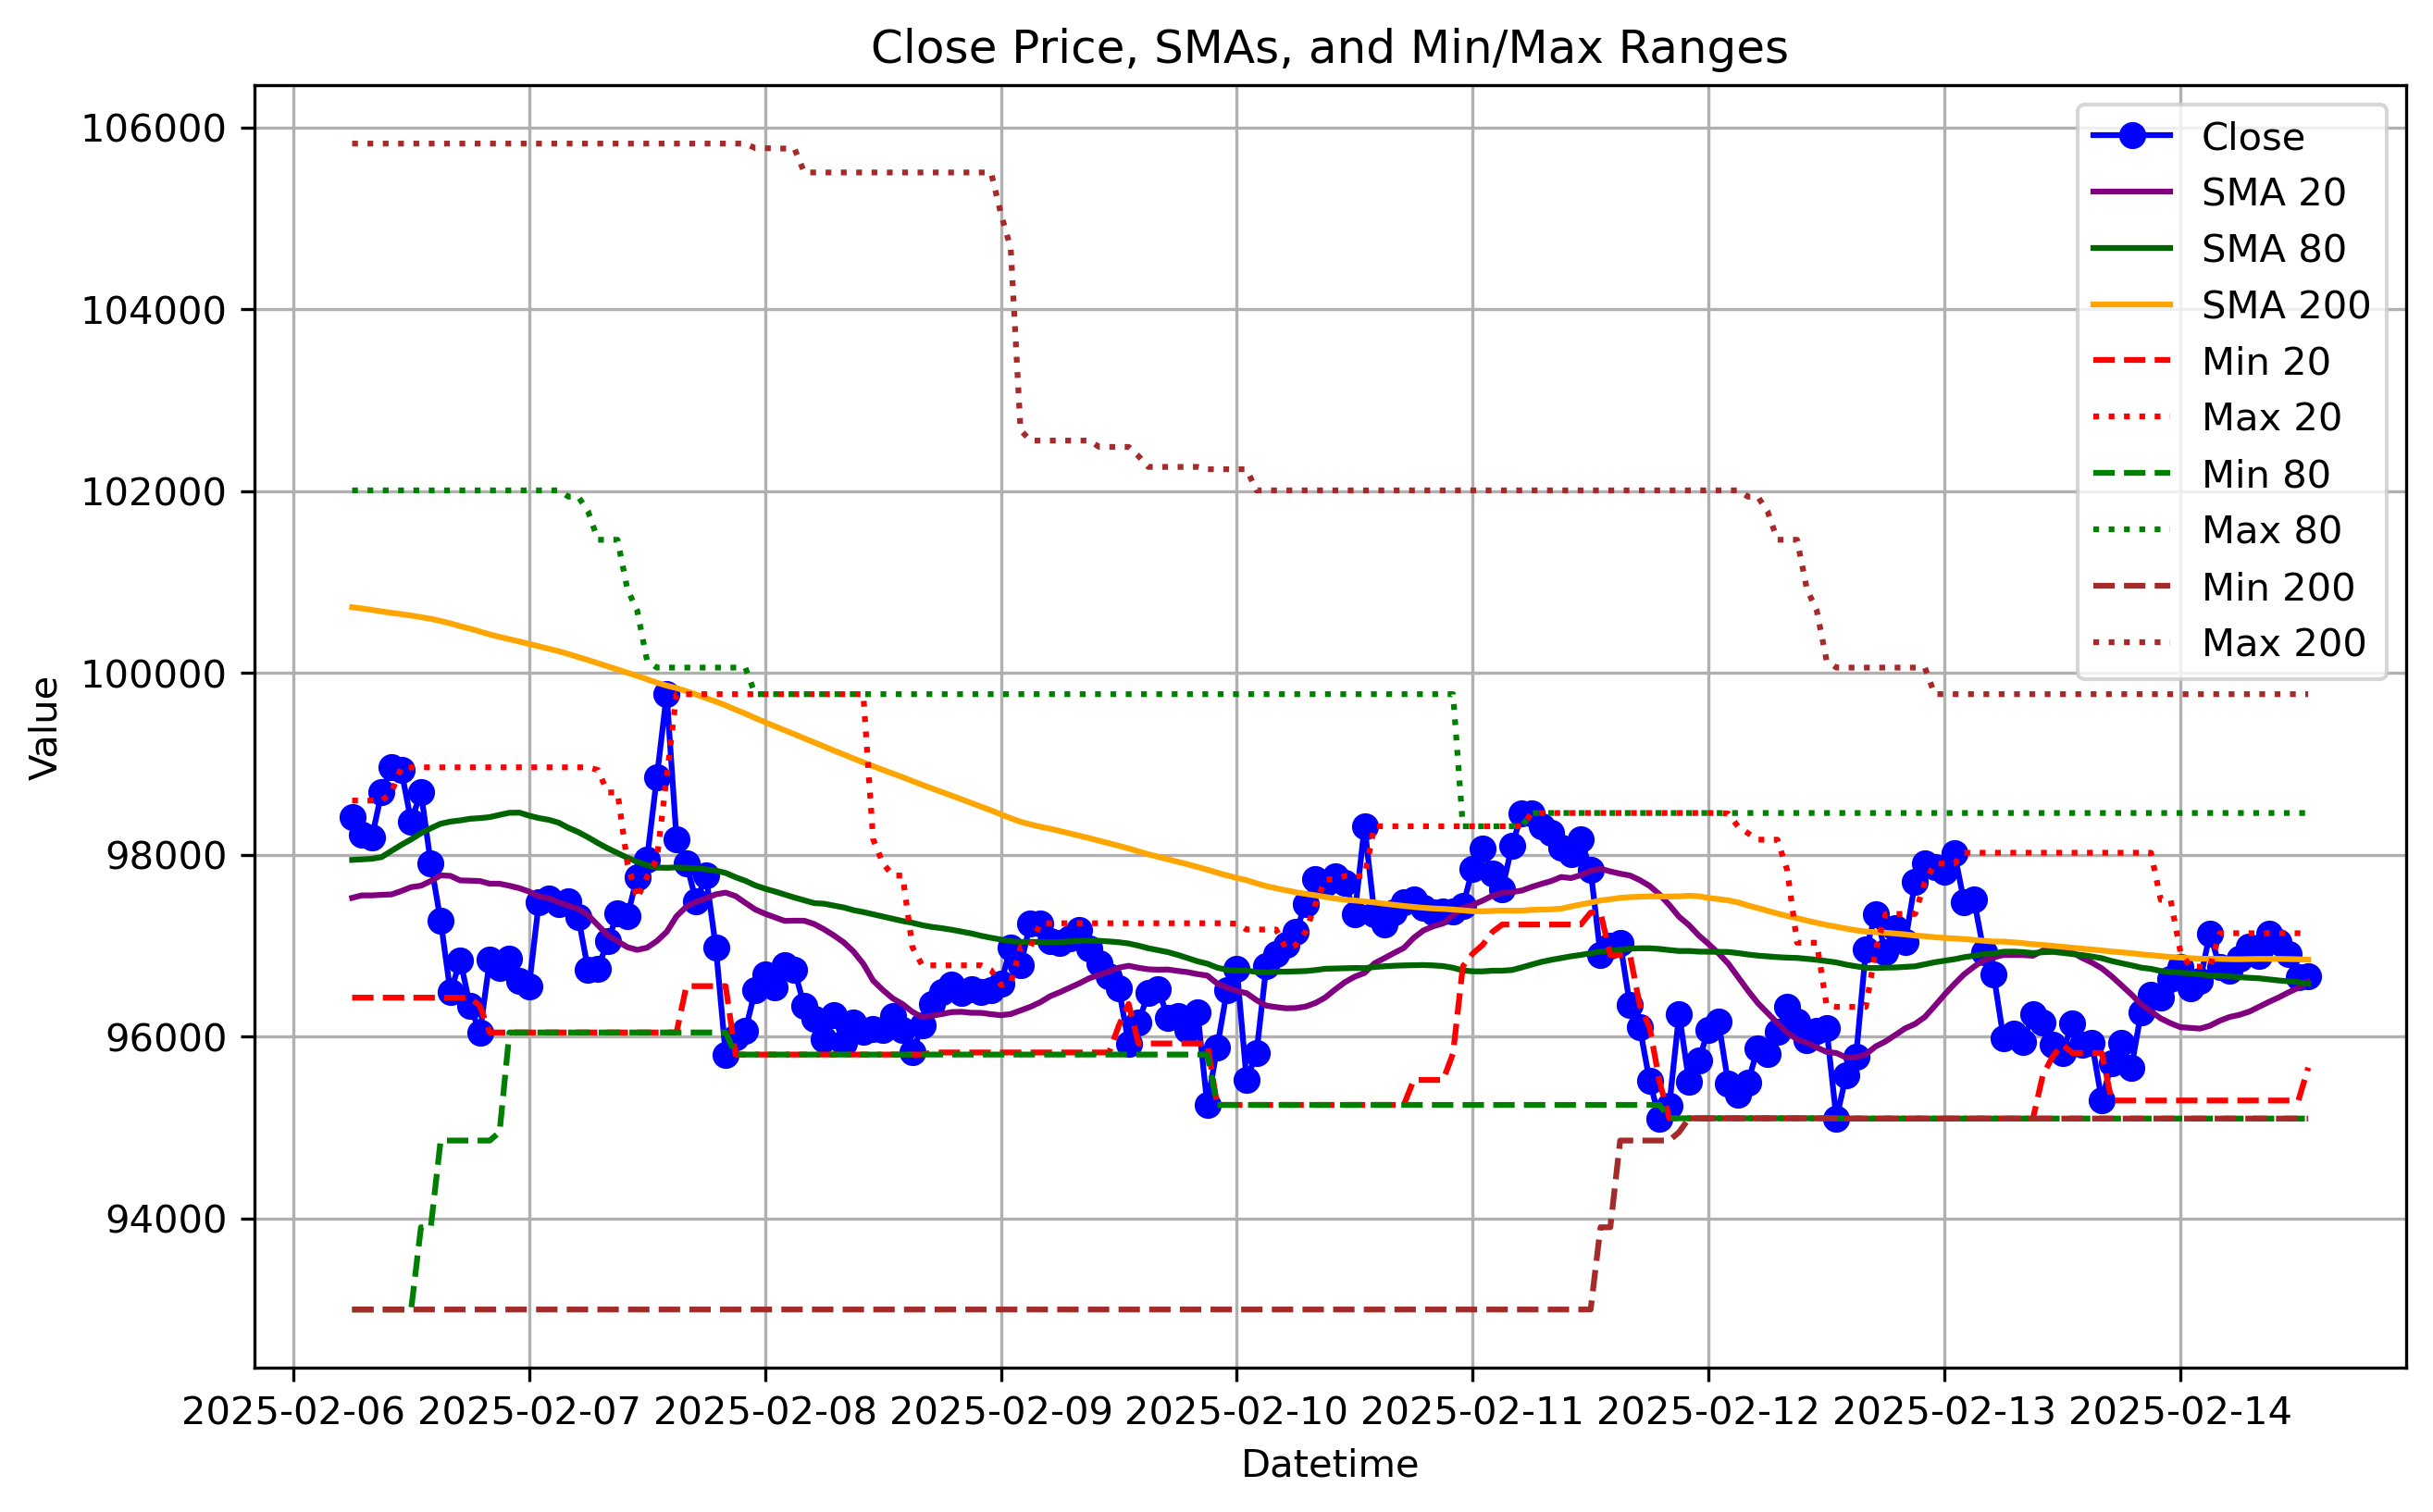 Close Price, SMAs, and Min/Max Ranges
Value
106000
104000
102000
100000
98000
96000
94000
Close
SMA 20
SMA 80
SMA 200
Min 20
Max 20
Min 80
Max 80
Min 200
Max 200
2025-02-06 2025-02-07 2025-02-08 2025-02-09 2025-02-10 2025-02-11 2025-02-12 2025-02-13 2025-02-14
Datetime